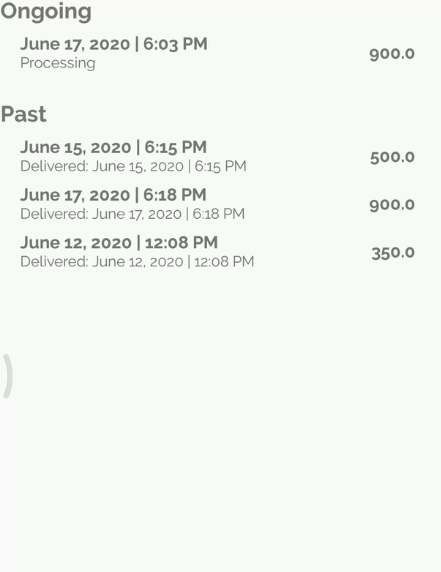 Ongoing
June 17, 2020 | 6:03 PM
900.0
Processing
Past
June 15, 2020 | 6:15 PM
500.0
Delivered: June 15, 2020 | 6:15 PM
June 17, 2020 | 6:18 PM
900.0
Delivered: June 17, 2020 | 6:18 PM
June 12, 2020 | 12:08 PM
350.0
Delivered: June 12, 2020 | 12:08 PM